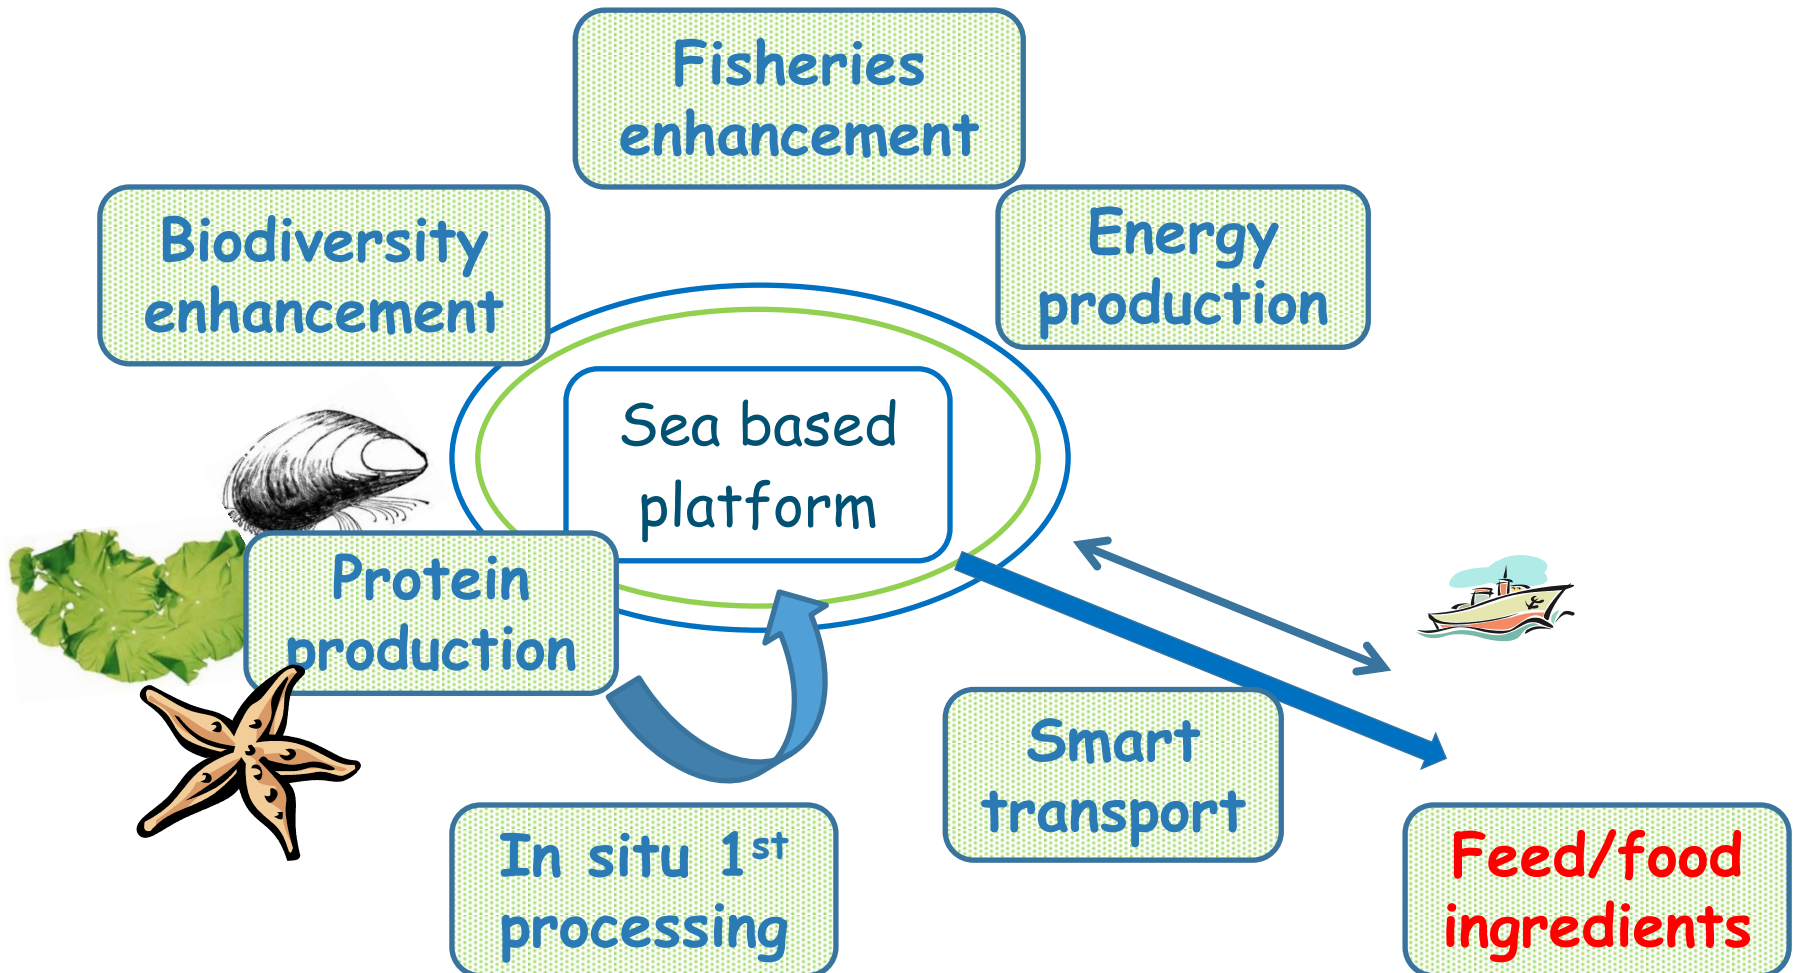 Fisheries
enhancement
Biodiversity
enhancement
Energy
production
Sea based
platform
Protein
production
Smart
transport
In situ 1st
processing
Feed/food
ingredients